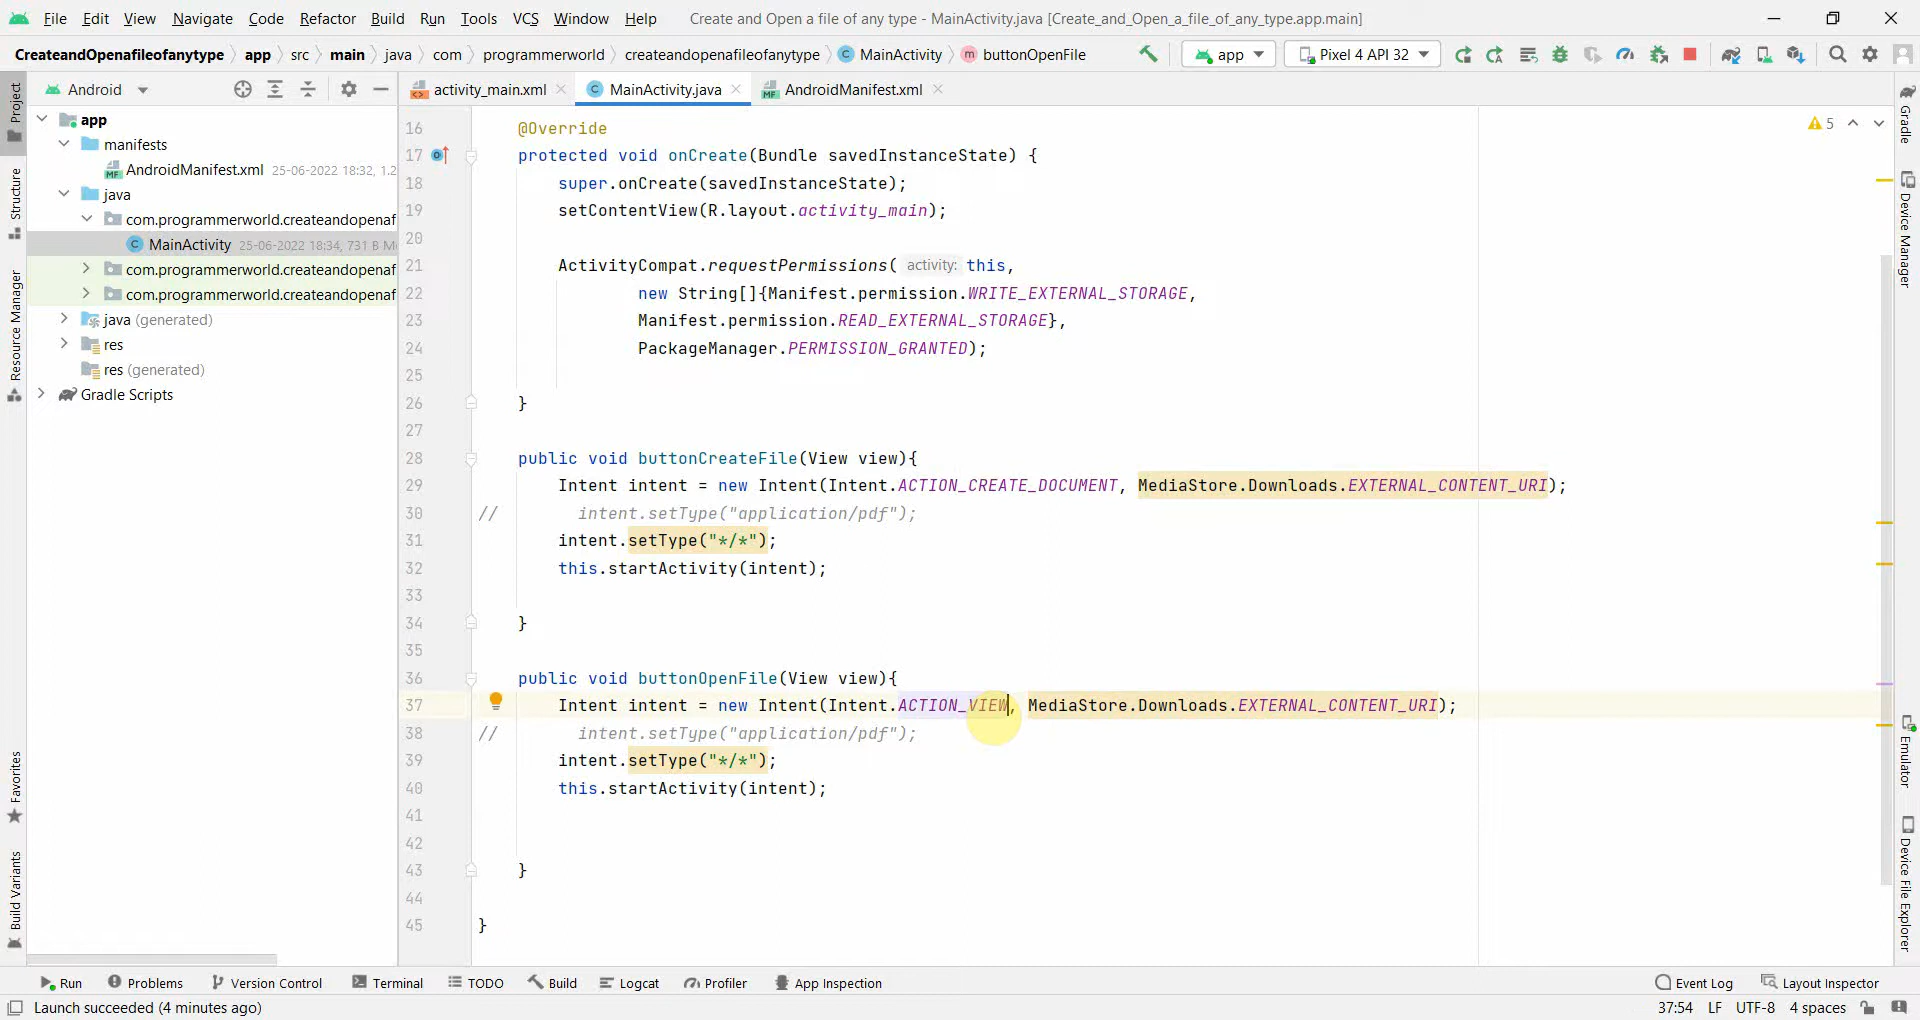 File Edit View Navigate Code Refactor Build Run Tools VCS Window Help Create and Open a file of any type - MainActivity.java [Create_and_Open_a_file_of_any_type.app.main]
CreateandOpenafileofanytype app src main java com programmerworld createandopenafileofanytype C MainActivity m buttonOpenFile app Pixel 4 API 32
Project
Structure
Resource Manager
Favorites
Build Variants
Android
app
manifests
AndroidManifest.xml 25-06-2022 18:32, 1.2
java
com.programmerworld.createandopenaf
MainActivity 25-06-2022 18:34, 731 B M
com.programmerworld.createandopenaf
com.programmerworld.createandopenaf
java (generated)
res
res (generated)
Gradle Scripts
activity_main.xml MainActivity.java AndroidManifest.xml
5
16 @Override
17 protected void onCreate(Bundle savedInstanceState) {
18 super.onCreate(savedInstanceState);
19 setContentView(R.layout.activity_main);
20
21 ActivityCompat.requestPermissions( activity: this,
22 new String[]{Manifest.permission.WRITE_EXTERNAL_STORAGE,
23 Manifest.permission.READ_EXTERNAL_STORAGE},
24 PackageManager.PERMISSION_GRANTED);
25
26 }
27
28 public void buttonCreateFile(View view){
29 Intent intent = new Intent(Intent.ACTION_CREATE_DOCUMENT, MediaStore.Downloads.EXTERNAL_CONTENT_URI);
30 // intent.setType("application/pdf");
31 intent.setType("*/*");
32 this.startActivity(intent);
33
34 }
35
36 public void buttonOpenFile(View view){
37 Intent intent = new Intent(Intent.ACTION_VIEW, MediaStore.Downloads.EXTERNAL_CONTENT_URI);
38 // intent.setType("application/pdf");
39 intent.setType("*/*");
40 this.startActivity(intent);
41
42
43 }
44
45 }
Gradle
Device Manager
Emulator
Device File Explorer
Run Problems Version Control Terminal TODO Build Logcat Profiler App Inspection Event Log Layout Inspector
Launch succeeded (4 minutes ago) 37:54 LF UTF-8 4 spaces